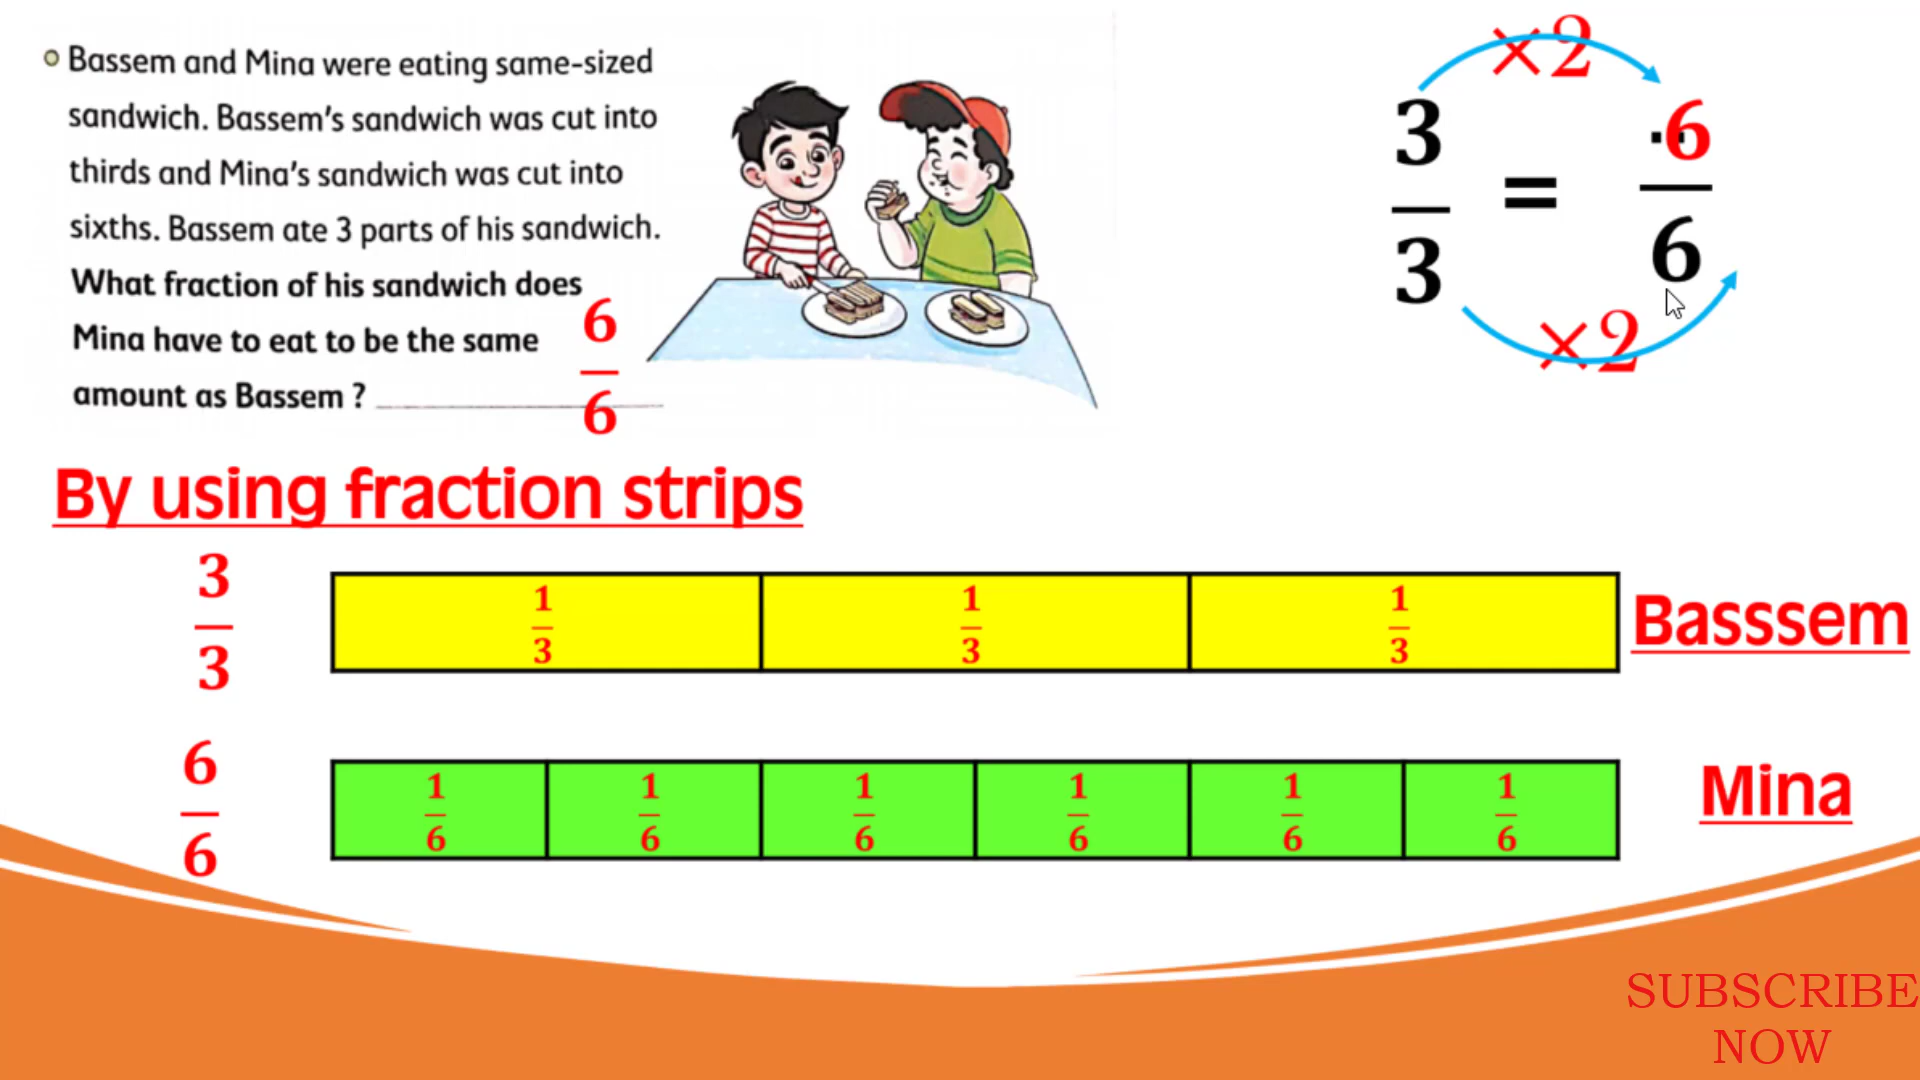 Bassem and Mina were eating same-sized
sandwich. Bassem's sandwich was cut into
thirds and Mina's sandwich was cut into
sixths. Bassem ate 3 parts of his sandwich.
What fraction of his sandwich does
Mina have to eat to be the same
amount as Bassem ?
6
6
×2
3
3
=
6
6
×2
By using fraction strips
3
3
1 1 1
3 3 3
Basssem
6
6
1 1 1 1 1 1
6 6 6 6 6 6
Mina
SUBSCRIBE
NOW